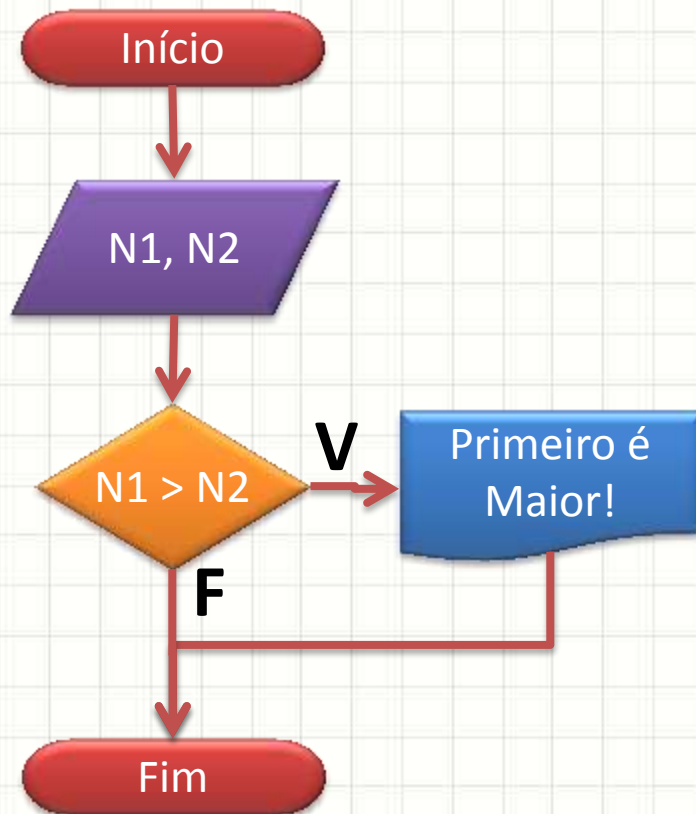 Início
N1, N2
N1 > N2
V
Primeiro é
Maior!
F
Fim